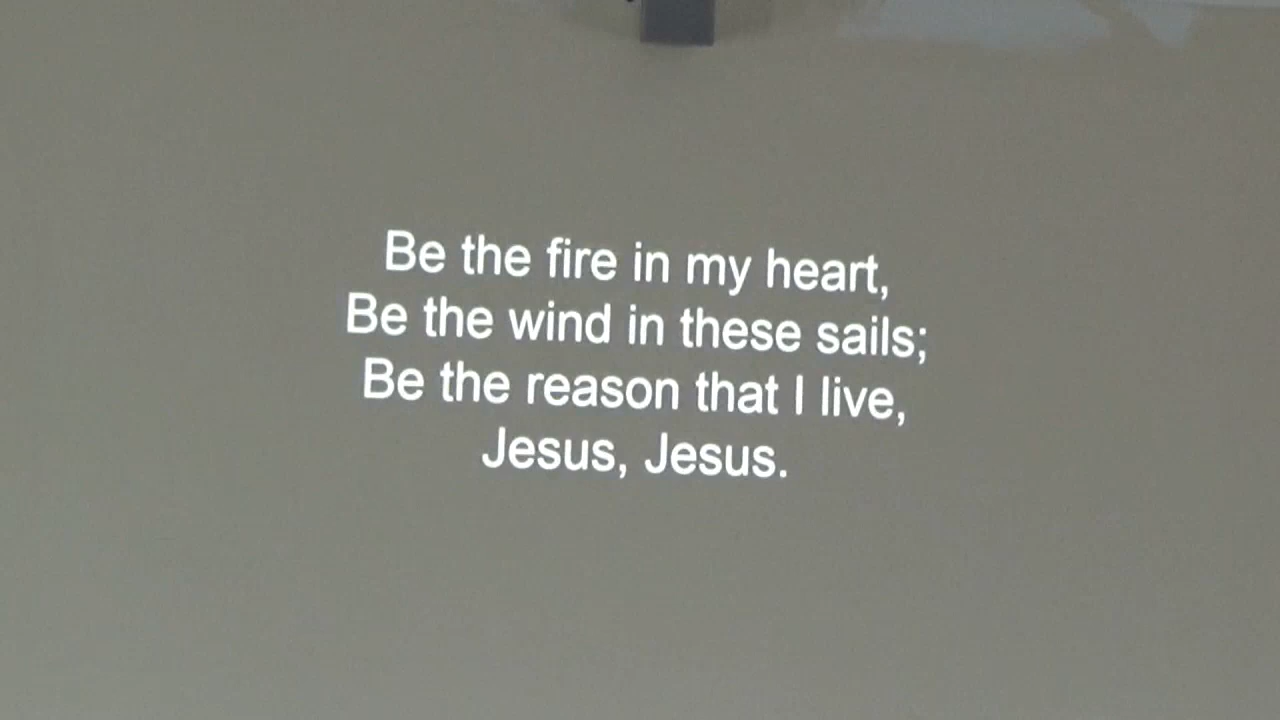 Be the fire in my heart,
Be the wind in these sails;
Be the reason that I live,
Jesus, Jesus.